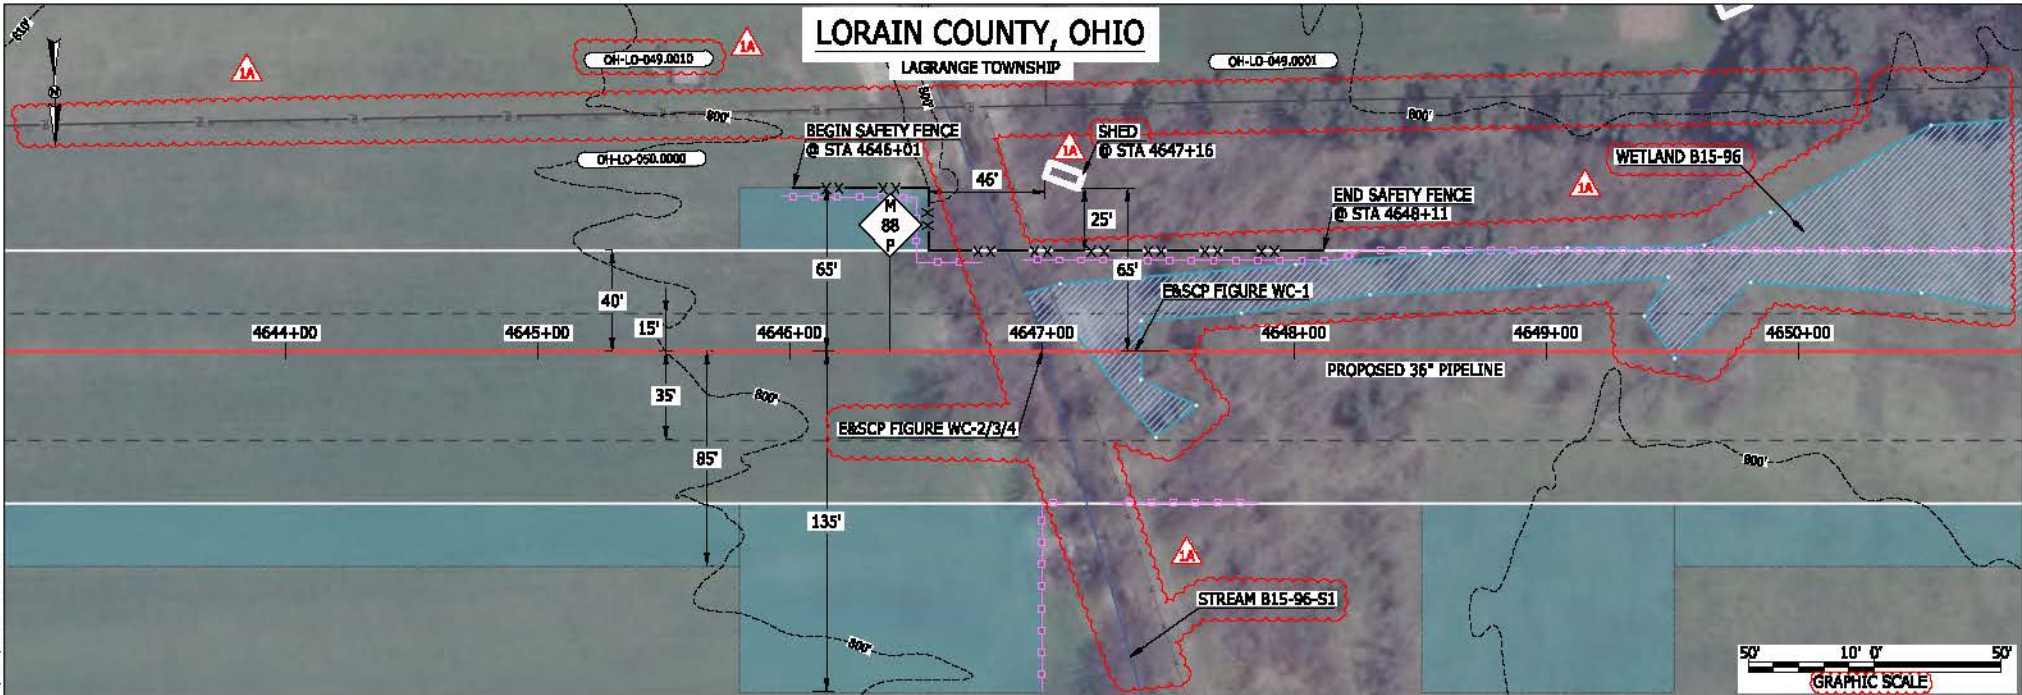 LORAIN COUNTY, OHIO
LAGRANGE TOWNSHIP
810'
N
1A
OH-LO-049.0010
1A
OH-LO-049.0001
800'
800'
800'
BEGIN SAFETY FENCE
@ STA 4646+01
OH-LO-050.0000
1A
SHED
@ STA 4647+16
WETLAND B15-96
1A
46'
END SAFETY FENCE
@ STA 4648+11
25'
M
88
P
65'
65'
40'
E&SCP FIGURE WC-1
15'
4644+00
4645+00
4646+00
4647+00
4648+00
4649+00
4650+00
PROPOSED 36" PIPELINE
35'
800'
E&SCP FIGURE WC-2/3/4
85'
800'
135'
1A
STREAM B15-96-S1
800'
50'
10'
0'
50'
GRAPHIC SCALE